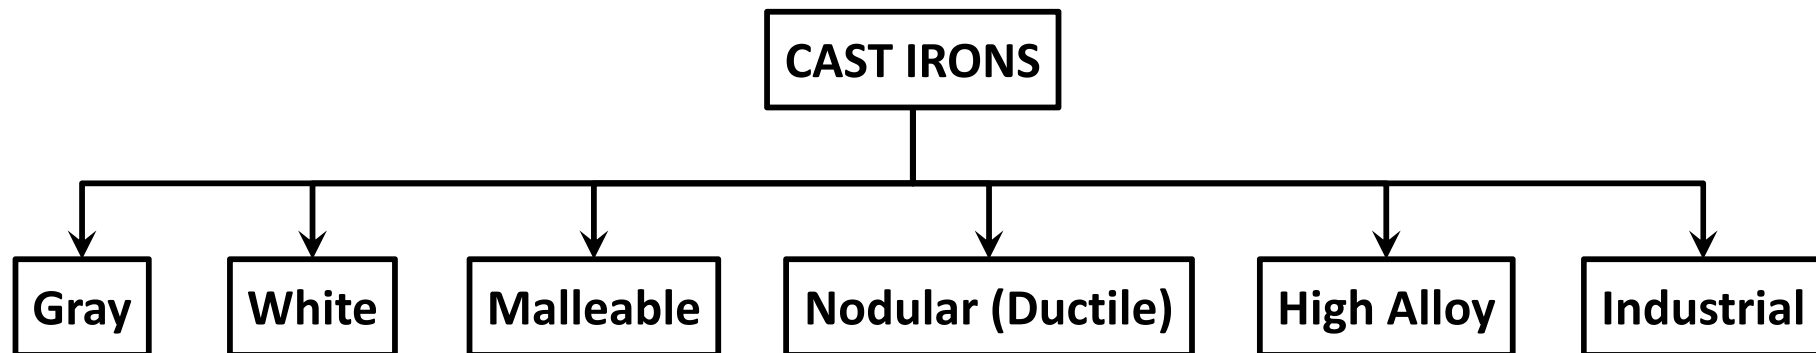 CAST IRONS
Gray
White
Malleable
Nodular (Ductile)
High Alloy
Industrial